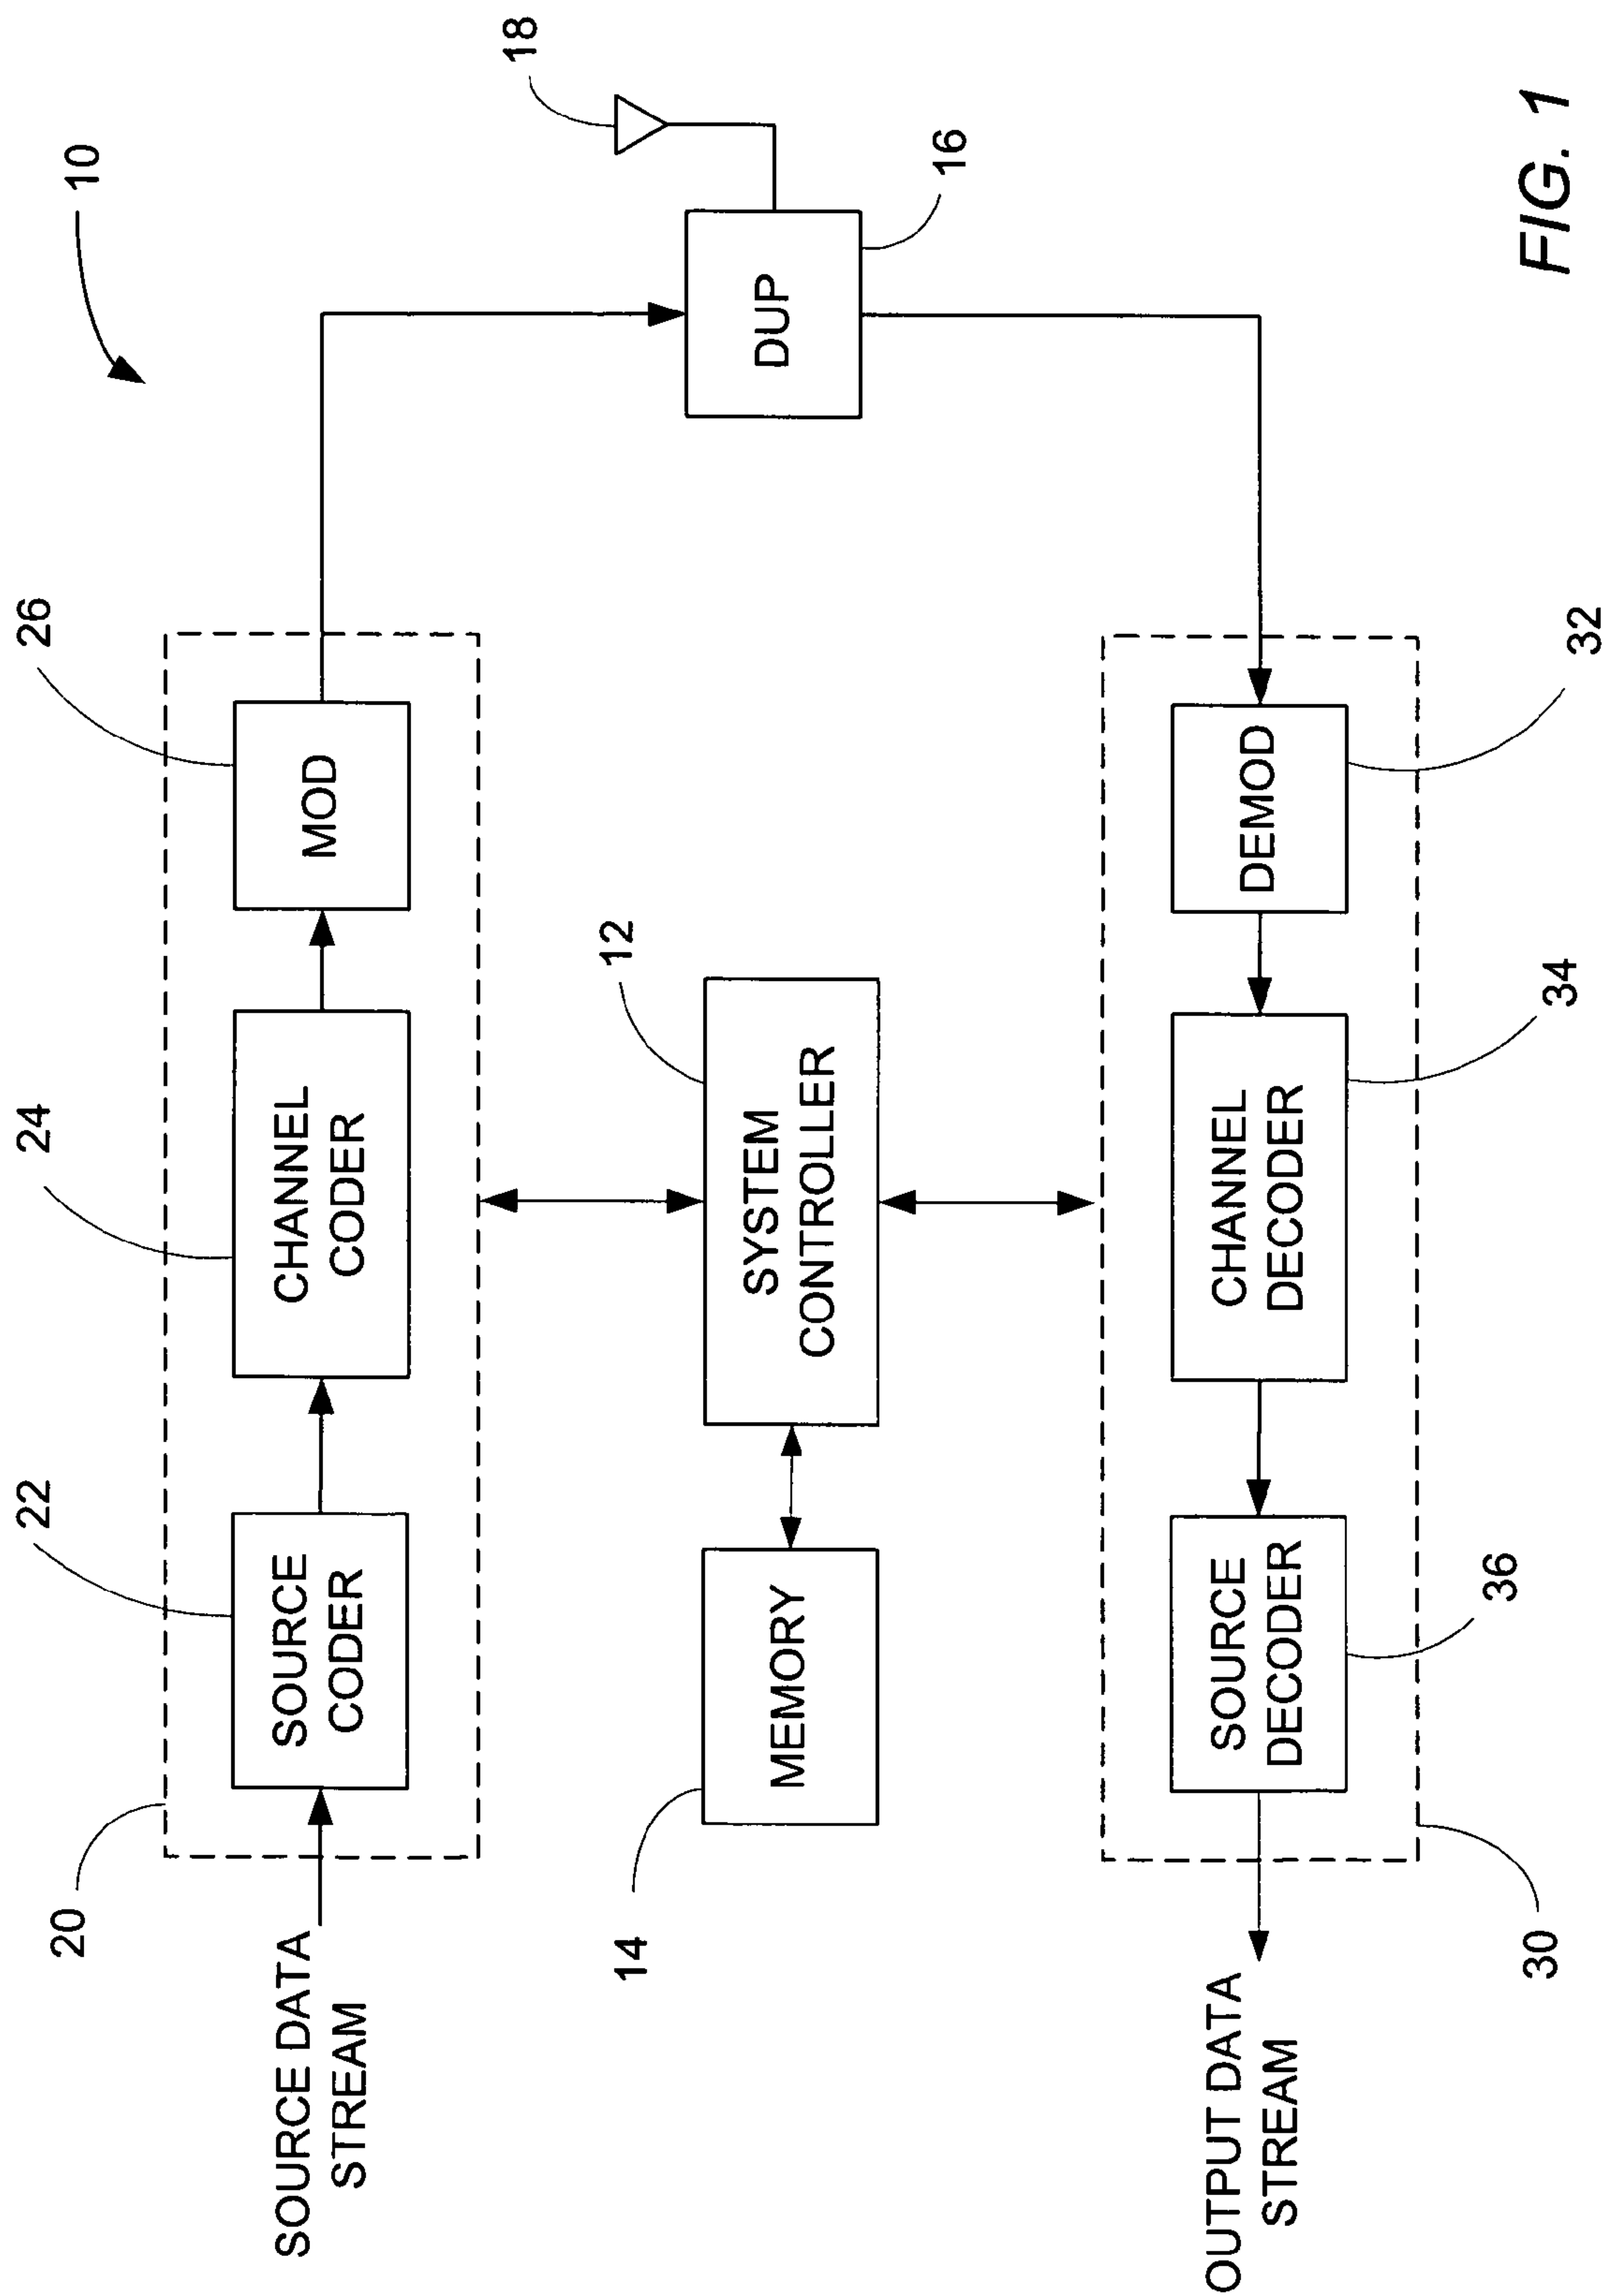 10
20
22
24
26
SOURCE DATA
STREAM
SOURCE
CODER
CHANNEL
CODER
MOD
18
14
12
MEMORY
SYSTEM
CONTROLLER
DUP
16
OUTPUT DATA
STREAM
SOURCE
DECODER
CHANNEL
DECODER
DEMOD
30
36
34
32
FIG. 1